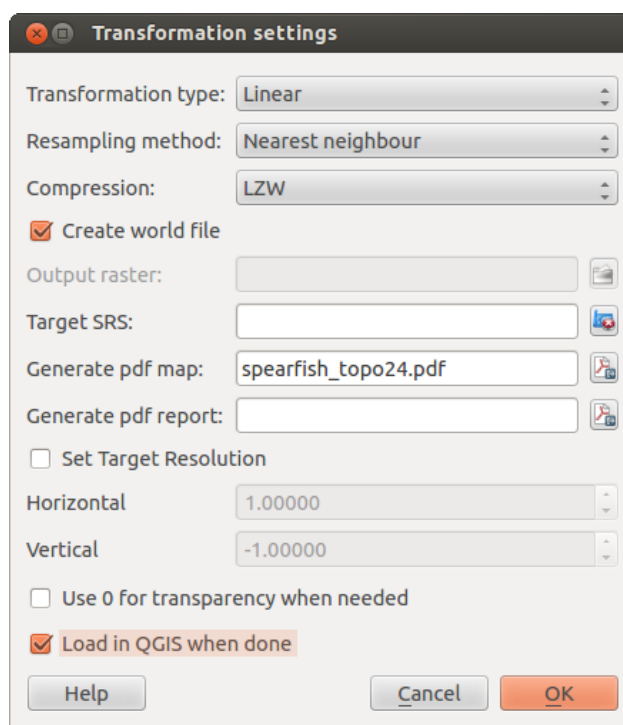 Transformation settings
Transformation type: Linear
Resampling method: Nearest neighbour
Compression: LZW
Create world file
Output raster:
Target SRS:
Generate pdf map: spearfish_topo24.pdf
Generate pdf report:
Set Target Resolution
Horizontal 1.00000
Vertical -1.00000
Use 0 for transparency when needed
Load in QGIS when done
Help Cancel OK